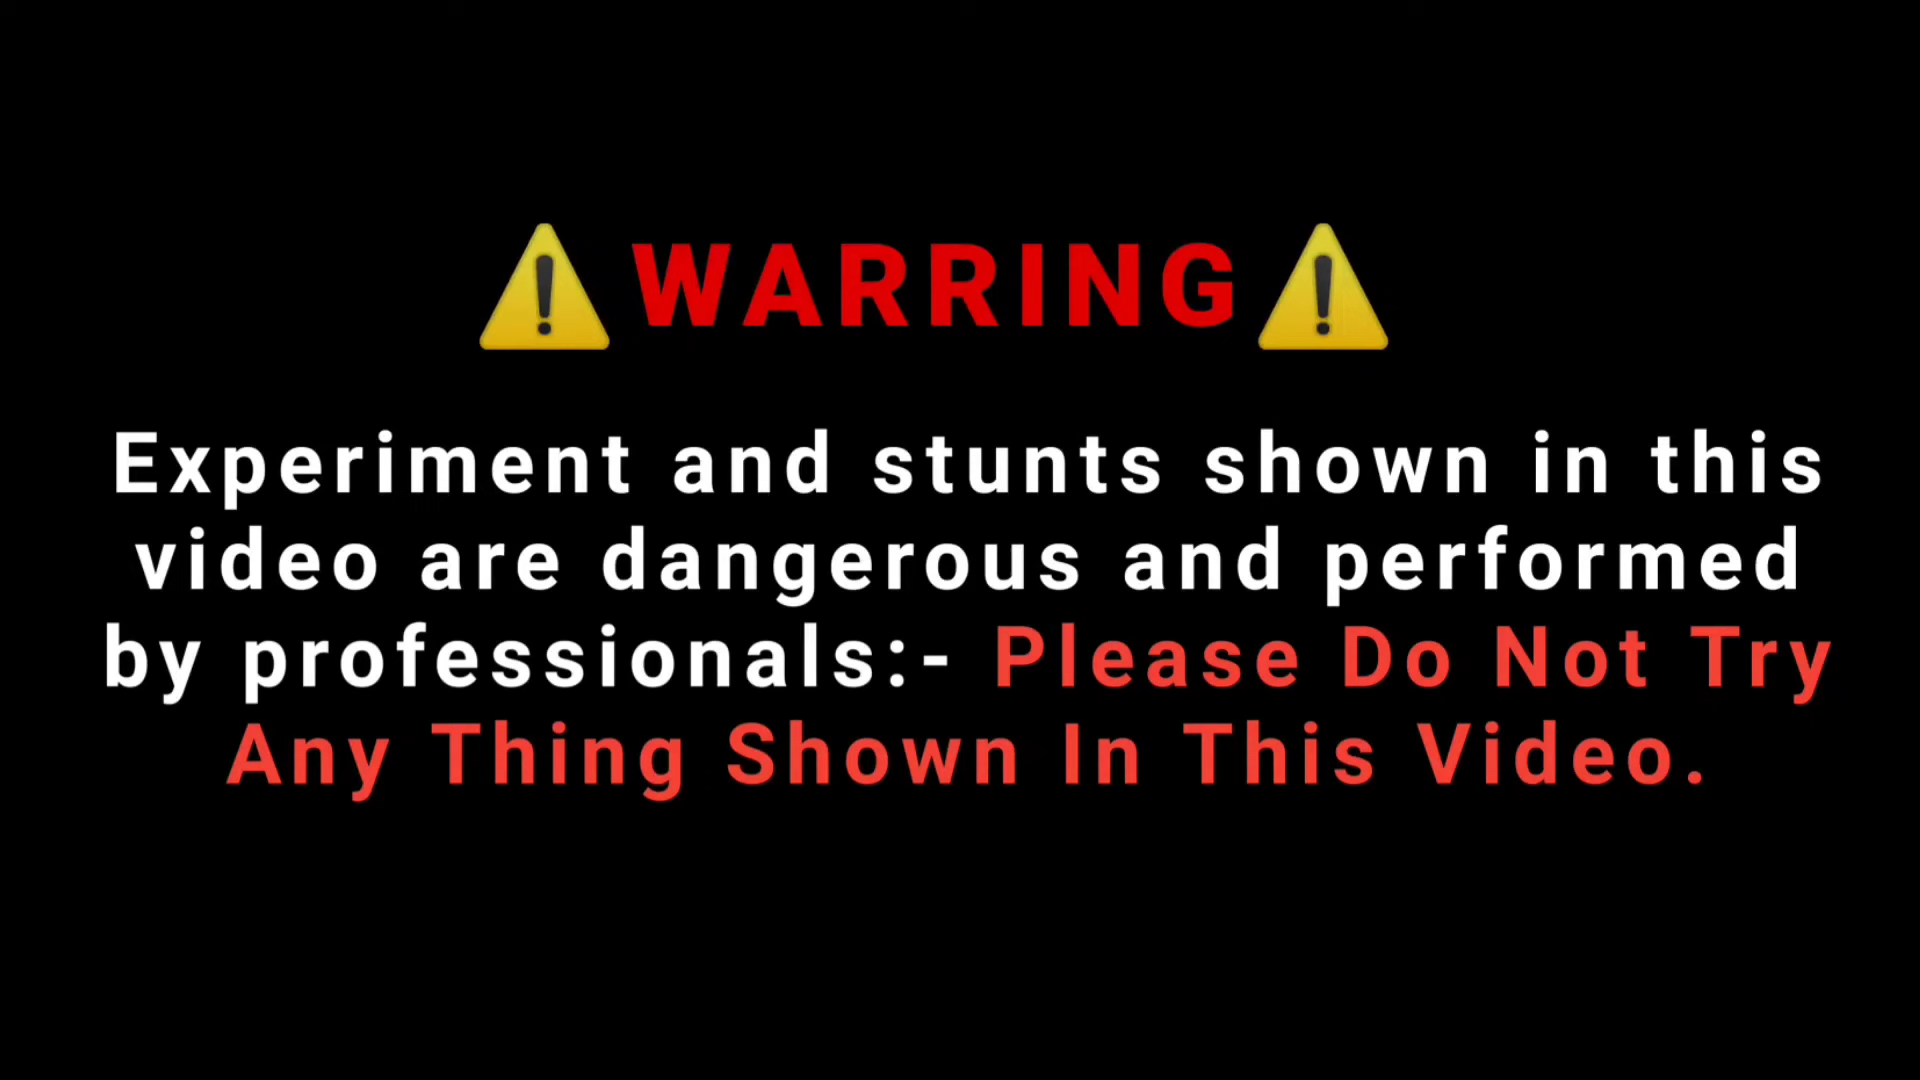 ⚠️WARRING⚠️
Experiment and stunts shown in this
video are dangerous and performed
by professionals:- Please Do Not Try
Any Thing Shown In This Video.